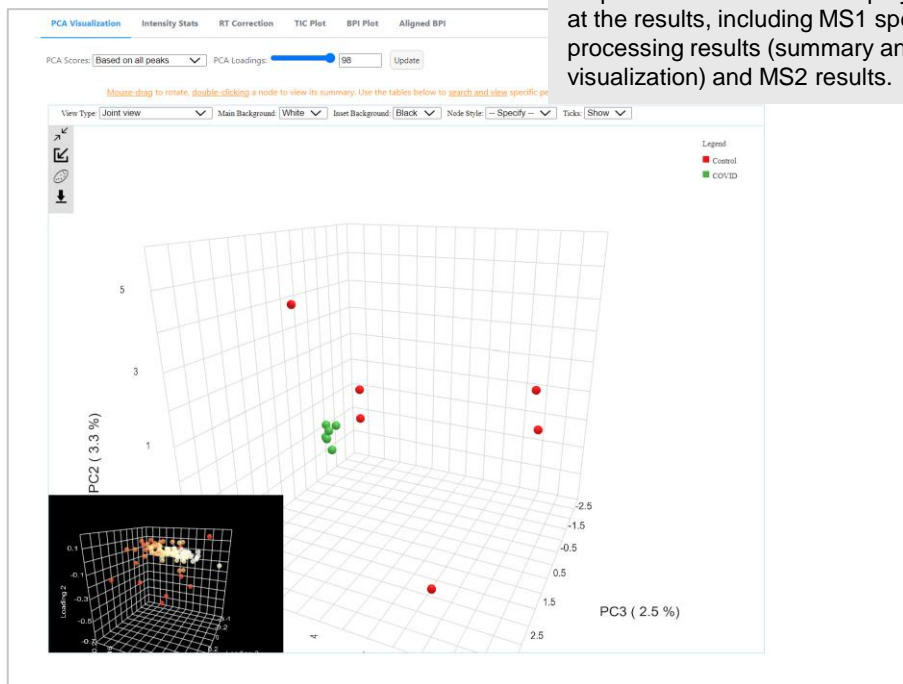 at the results, including MS1
processing results (summary
visualization) and MS2 results.
PCA Visualization Intensity Stats RT Correction TIC Plot BPI Plot Aligned BPI
PCA Scores: Based on all peaks PCA Loadings: 98 Update
Mouse-drag to rotate, double-clicking a node to view its summary. Use the tables below to search and view specific
View Type: Joint view Main Background: White Inset Background: Black Node Style: -- Specify -- Ticks: Show
Legend
Control
COVID
5
3
1
PC2 ( 3.3 %)
-2.5
-1.5
-0.5
0.5
1.5
2.5
PC3 ( 2.5 %)
4
0.1
-0.1
-0.3
-0.5
-0.7
Loading 2